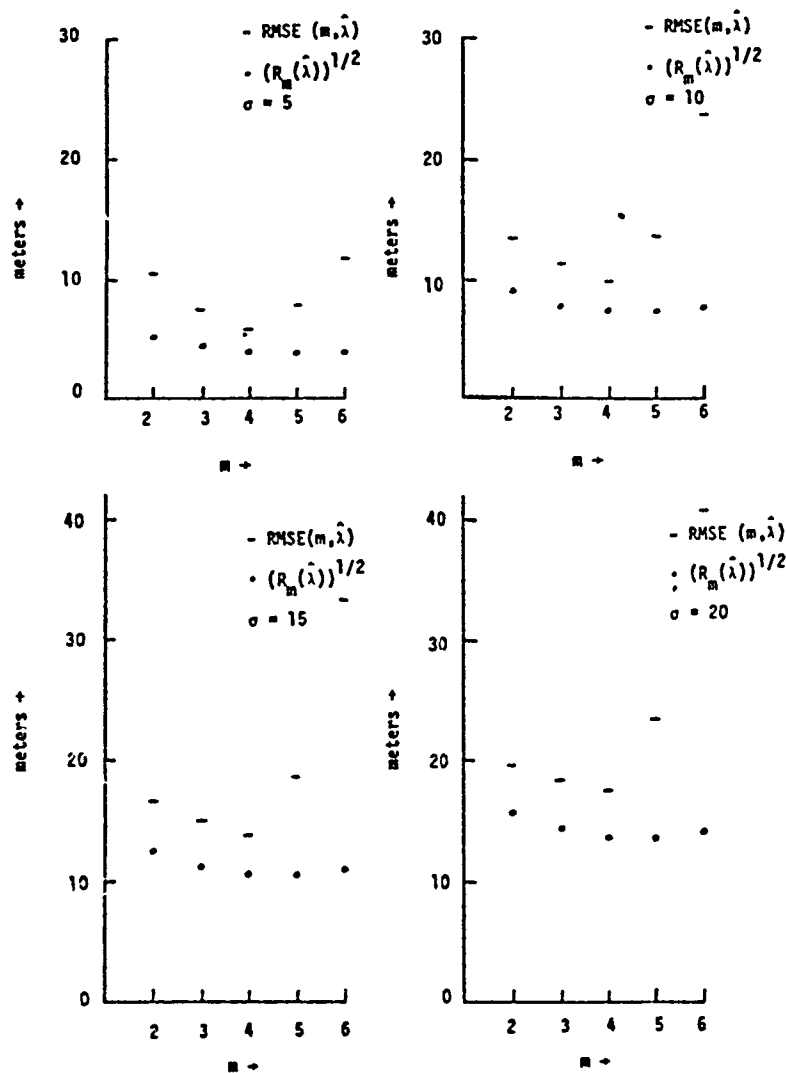 - RMSE (m,λ̂)
• (R_m(λ̂))^1/2
σ = 5
30
20
10
0
meters →
2 3 4 5 6
m →
- RMSE(m,λ̂)
• (R_m(λ̂))^1/2
σ = 10
30
20
10
meters →
2 3 4 5 6
m →
- RMSE(m,λ̂)
• (R_m(λ̂))^1/2
σ = 15
40
30
20
10
0
meters →
2 3 4 5 6
m →
- RMSE (m,λ̂)
• (R_m(λ̂))^1/2
σ = 20
40
30
20
10
0
meters →
2 3 4 5 6
m →